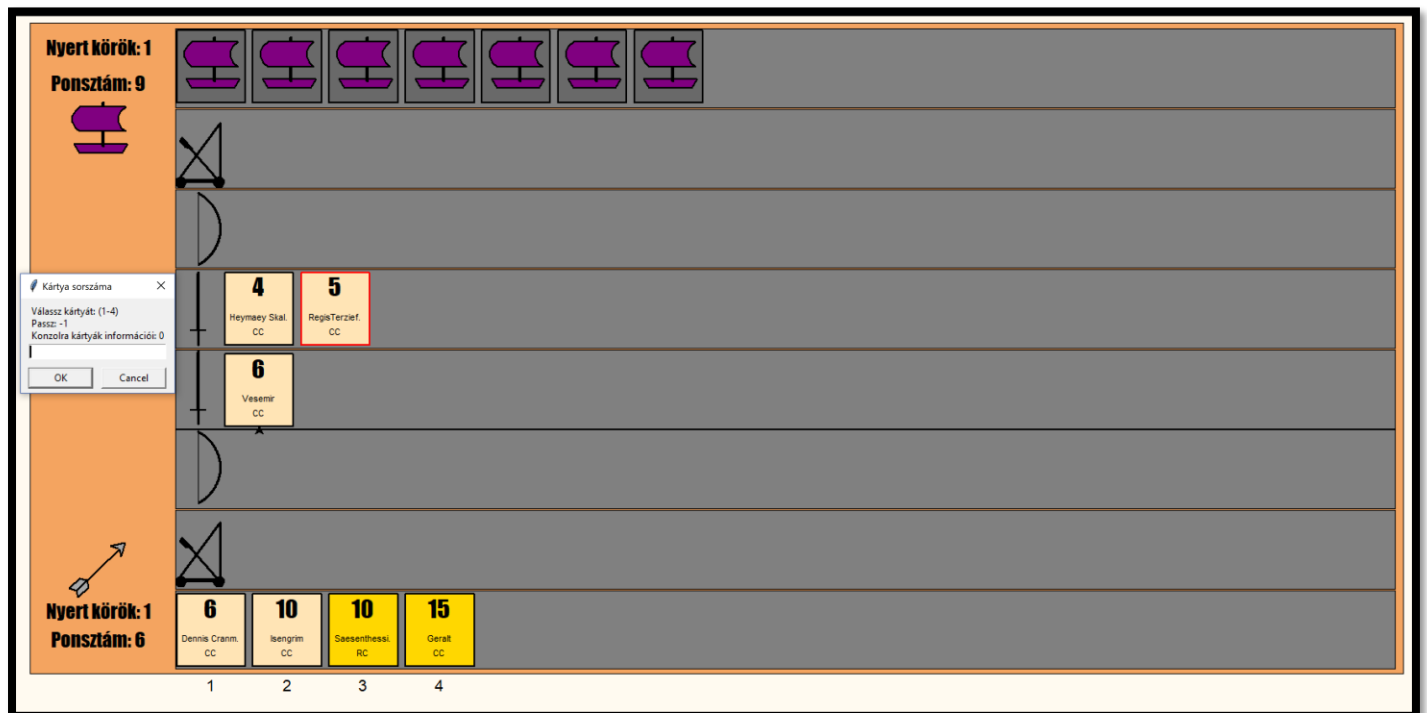 Nyert körök: 1
Ponsztám: 9
4
Heymaey Skal.
CC
5
RegisTerzief.
CC
Kártya sorszáma
Válassz kártyát: (1-4)
Passz: -1
Konzolra kártyák információi: 0
OK
Cancel
6
Vesemir
CC
Nyert körök: 1
Ponsztám: 6
6
Dennis Cranm.
CC
10
Isengrim
CC
10
Saesenthessi.
RC
15
Geralt
CC
1
2
3
4